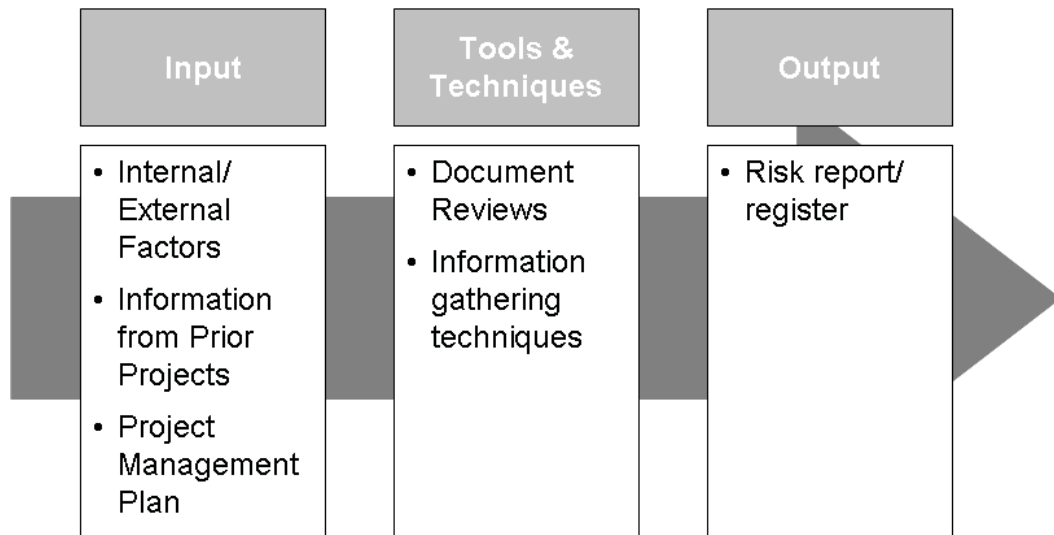 Input
• Internal/
External
Factors
• Information
from Prior
Projects
• Project
Management
Plan
Tools &
Techniques
• Document
Reviews
• Information
gathering
techniques
Output
• Risk report/
register